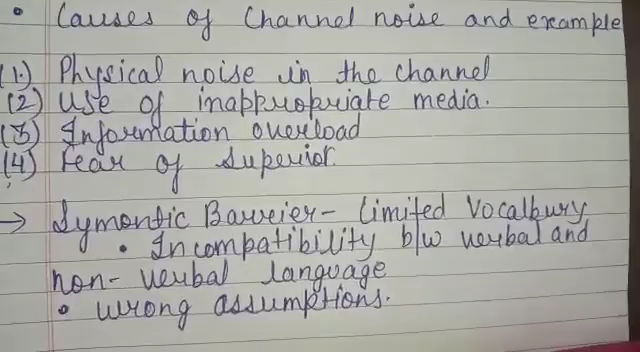 • Causes of Channel noise and example
(1.) Physical noise in the channel
(2) Use of inappropriate media.
(3) Information overload
(4) Fear of Superior.
→ Symontic Barreier - limited Vocalbury
• Incompatibility b/w verbal and
non-verbal language
• wrong assumptions.